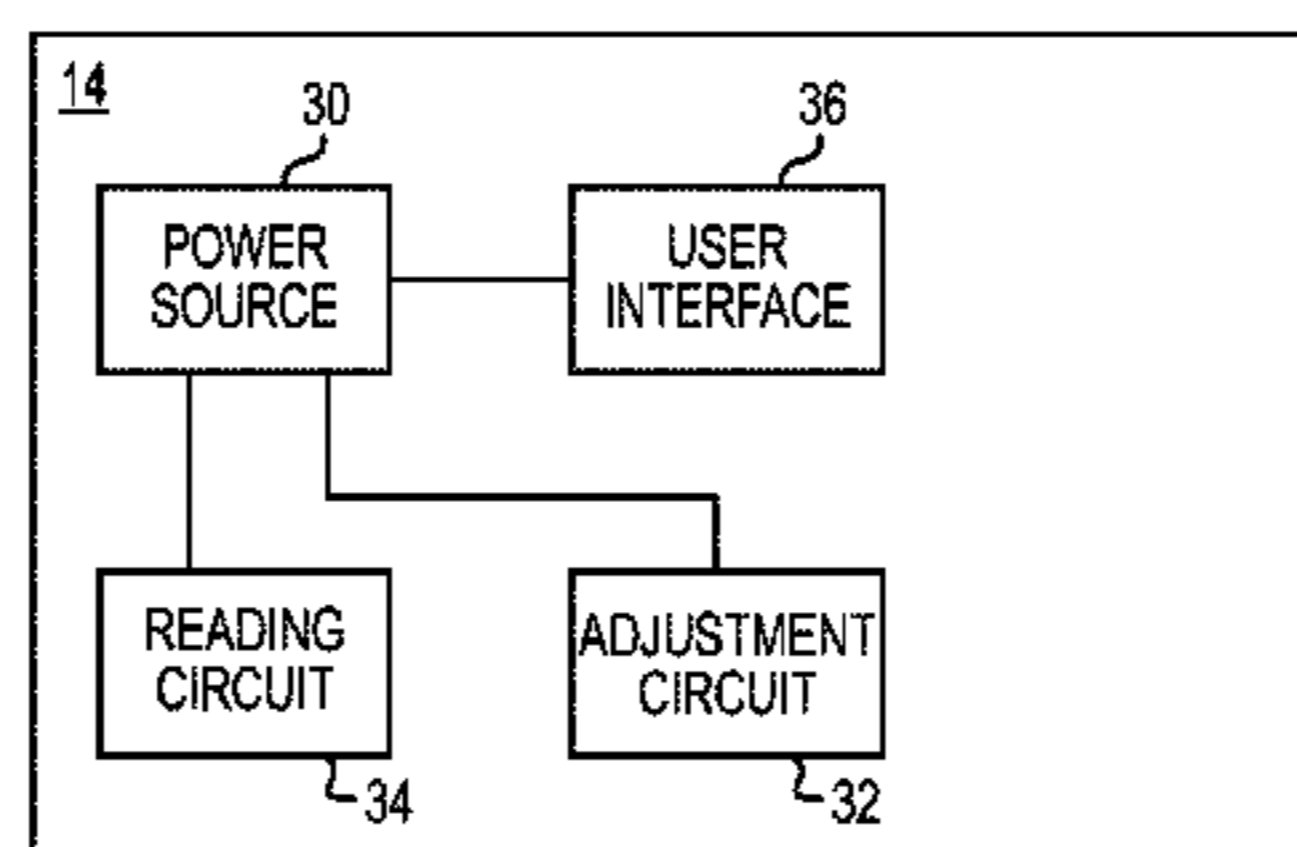 14
30
36
POWER
SOURCE
USER
INTERFACE
READING
CIRCUIT
ADJUSTMENT
CIRCUIT
34
32